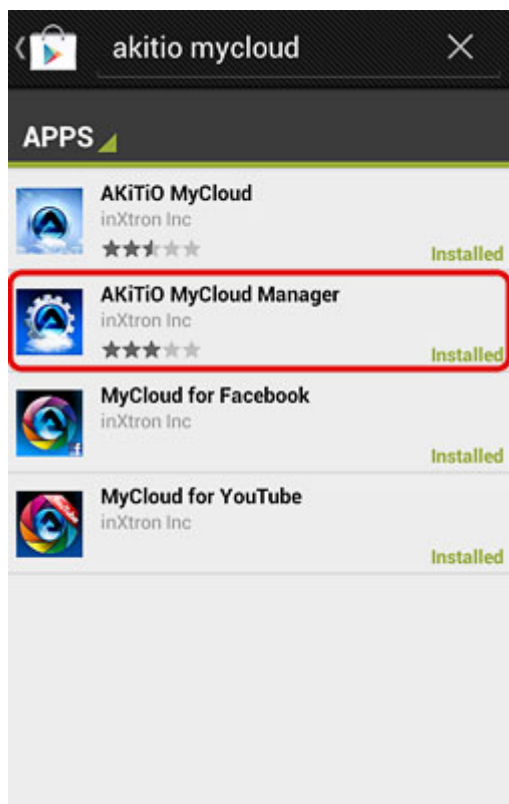 akitio mycloud
APPS
AKiTiO MyCloud
inXtron Inc
Installed
AKiTiO MyCloud Manager
inXtron Inc
Installed
MyCloud for Facebook
inXtron Inc
Installed
MyCloud for YouTube
inXtron Inc
Installed